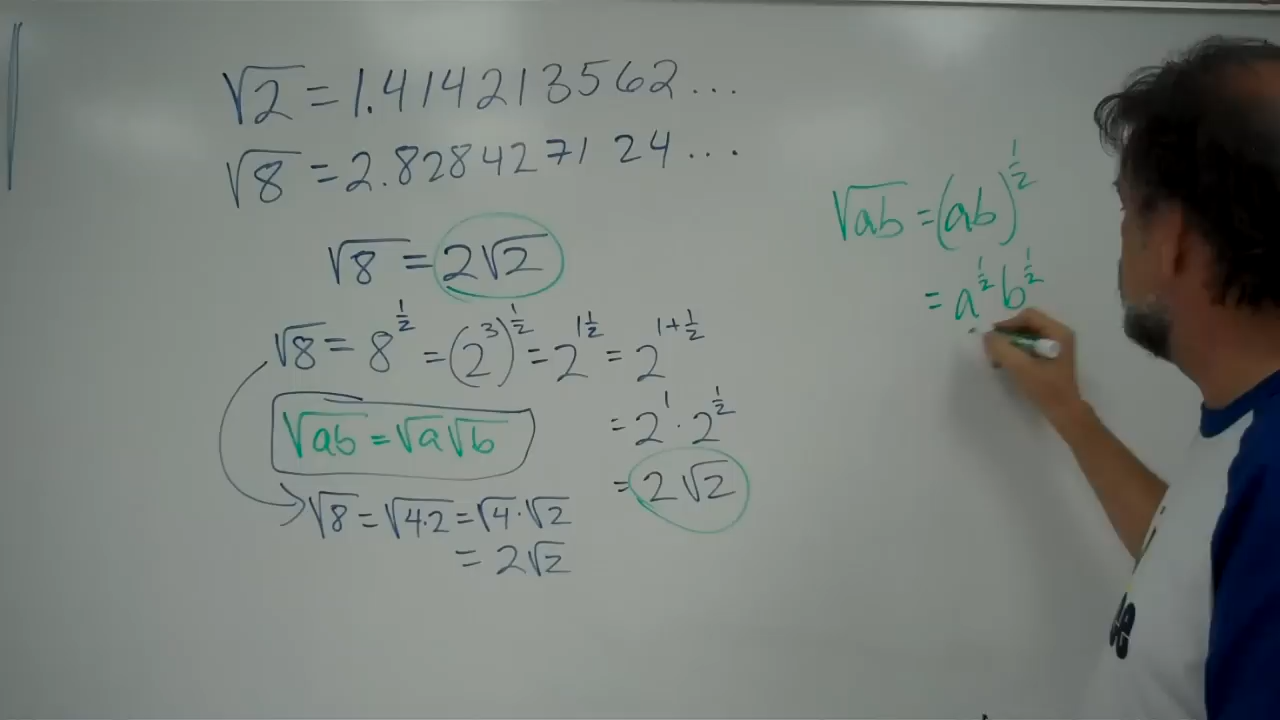 √2 = 1.414213562...
√8 = 2.828427124...
√8 = 2√2
√8 = 8^(1/2) = (2^3)^(1/2) = 2^(1 1/2) = 2^(1+1/2)
= 2^1 · 2^(1/2)
= 2√2
√ab = √a√b
√8 = √4·2 = √4·√2
= 2√2
√ab = (ab)^(1/2)
= a^(1/2) b^(1/2)